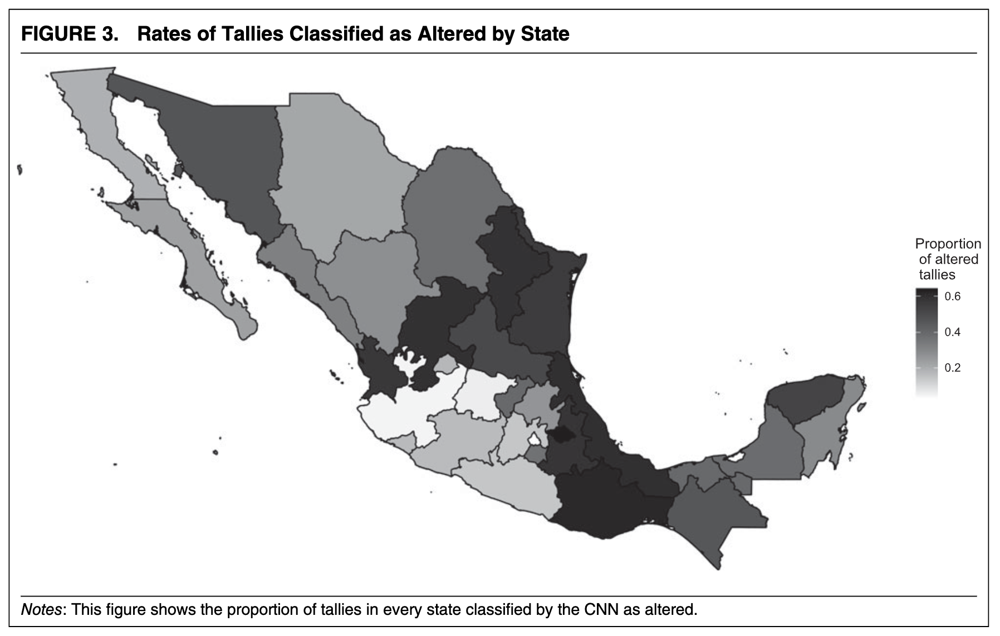 FIGURE 3. Rates of Tallies Classified as Altered by State
Proportion
of altered
tallies
0.6
0.4
0.2
Notes: This figure shows the proportion of tallies in every state classified by the CNN as altered.